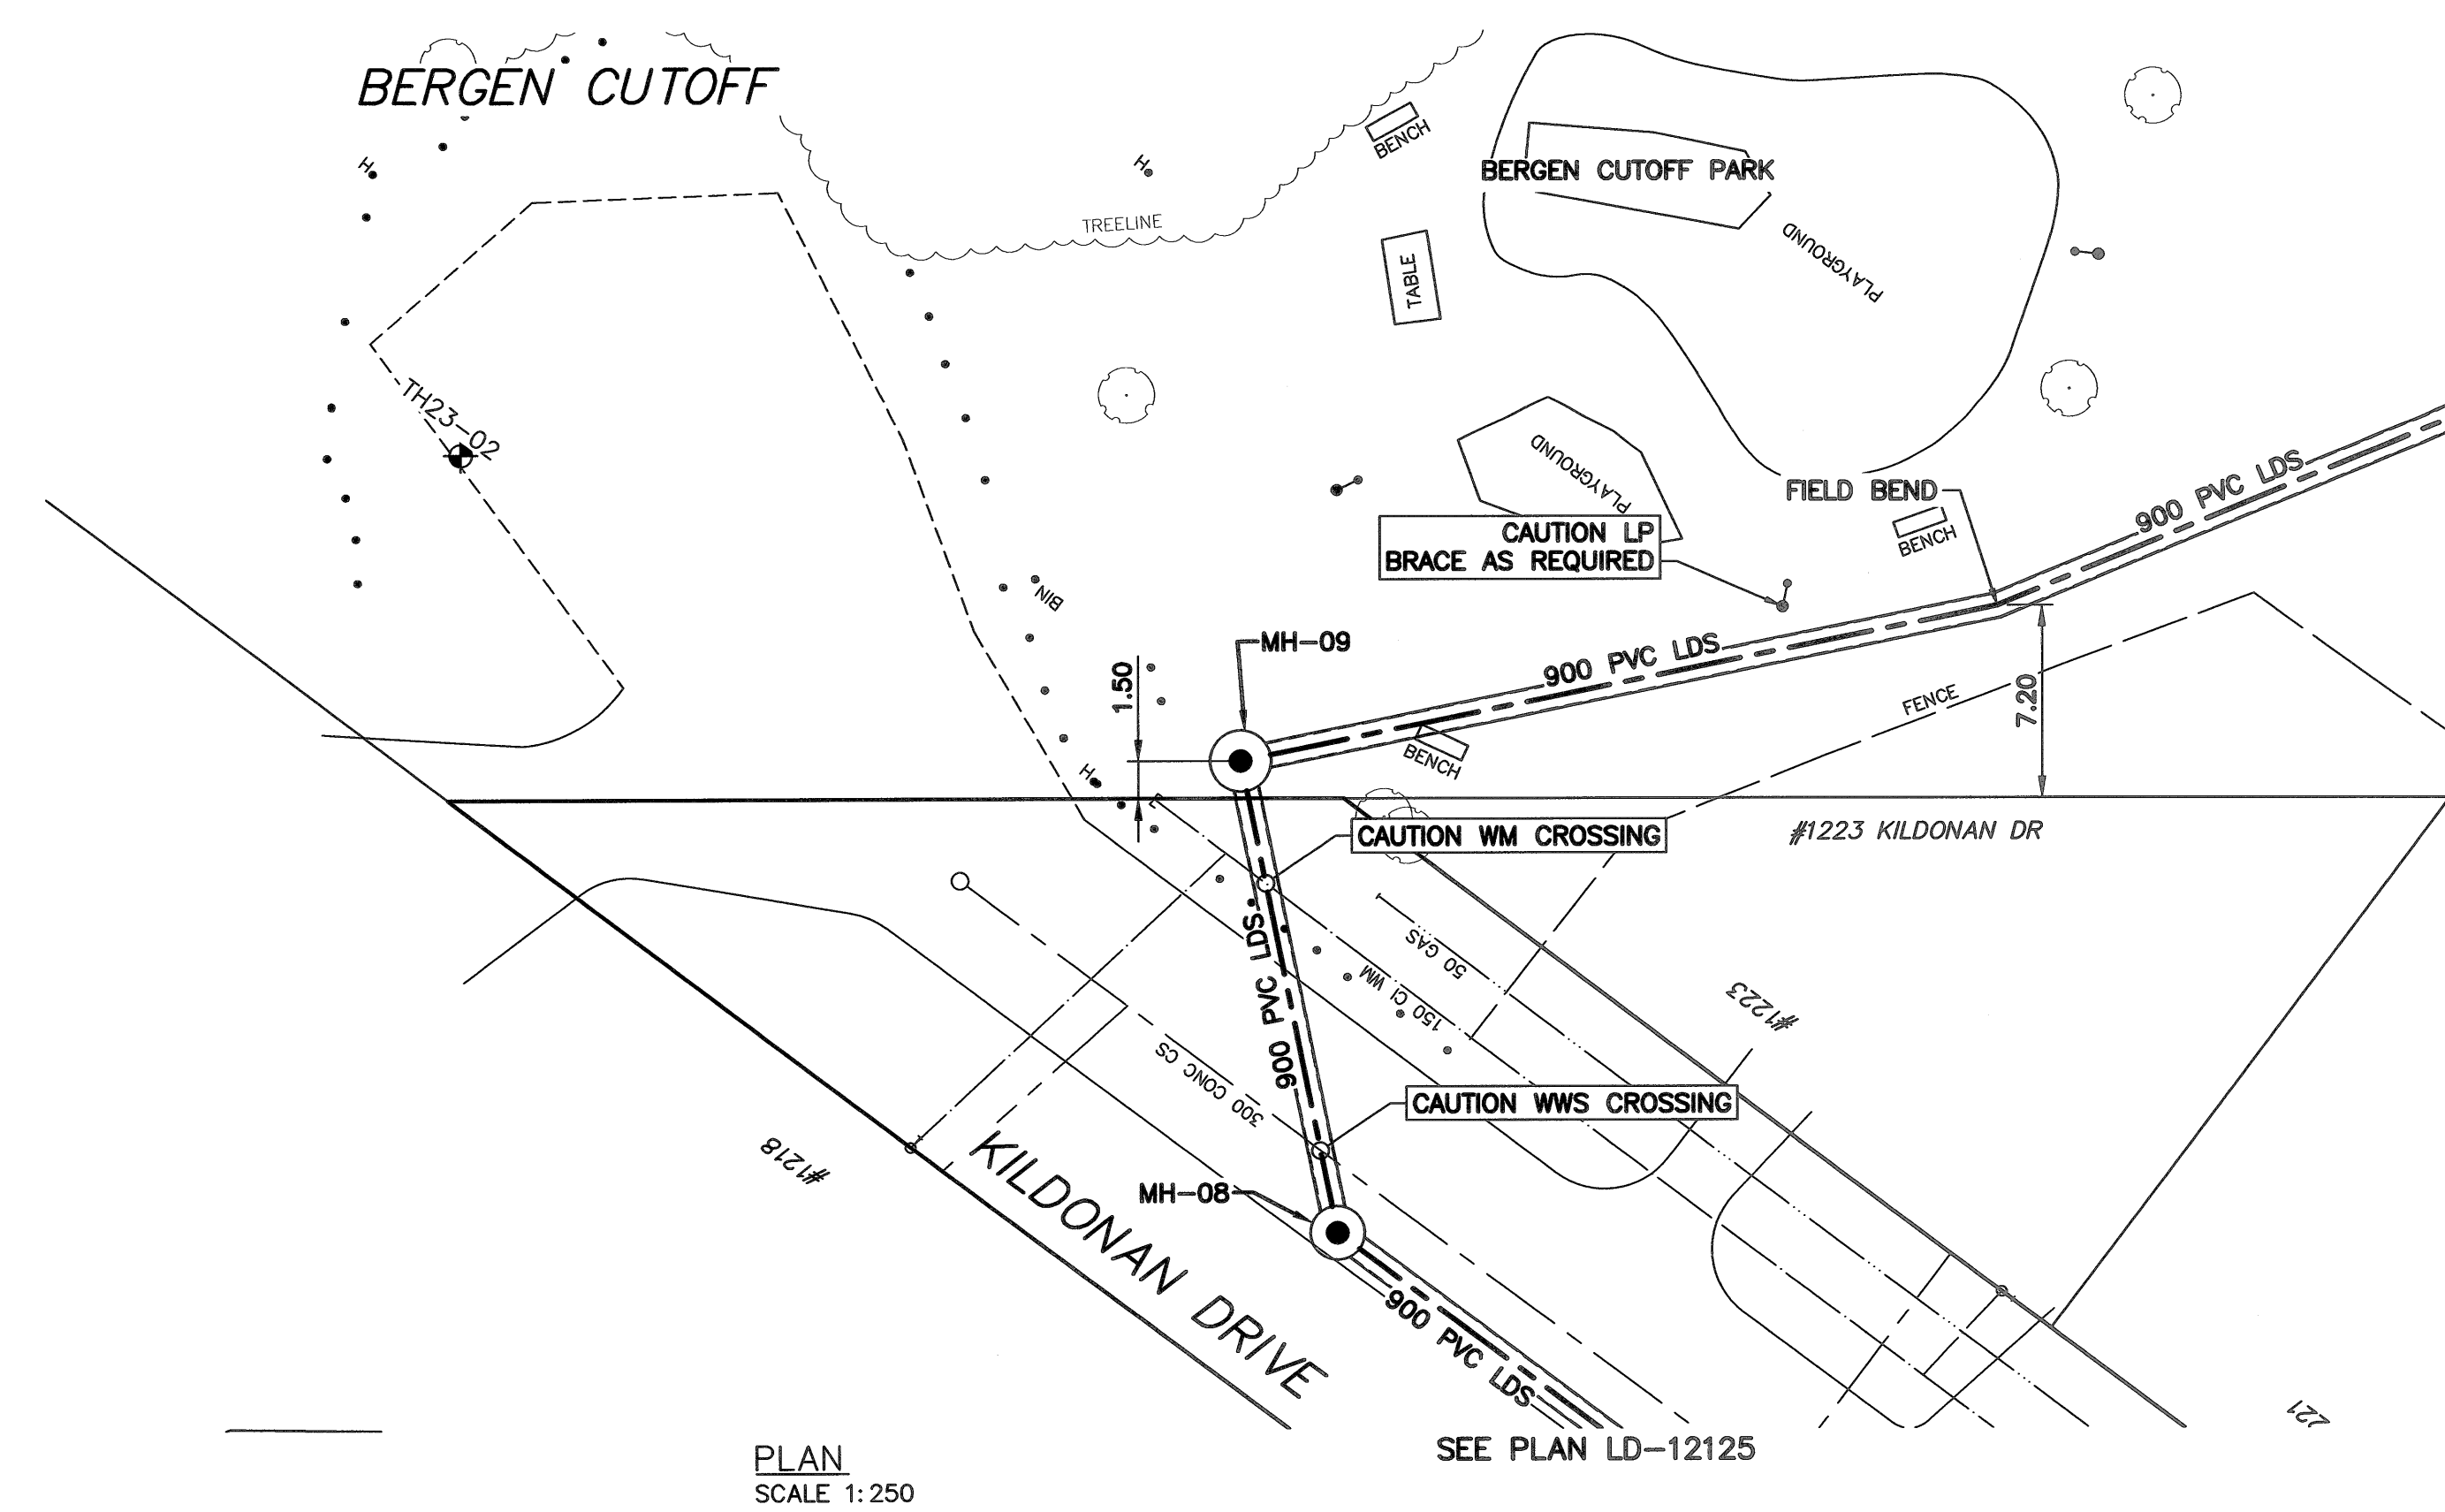 BERGEN CUTOFF
H
H
BENCH
BERGEN CUTOFF PARK
TREELINE
PLAYGROUND
TABLE
TH23-02
PLAYGROUND
FIELD BEND
900 PVC LDS
BENCH
CAUTION LP
BRACE AS REQUIRED
BIN
MH-09
900 PVC LDS
1.50
FENCE
7.20
BENCH
H
CAUTION WM CROSSING
#1223 KILDONAN DR
900 PVC LDS
50 GAS
150 CI WM
#1223
300 CONC CS
CAUTION WWS CROSSING
#1218
KILDONAN DRIVE
MH-08
900 PVC LDS
221
SEE PLAN LD-12125
PLAN
SCALE 1:250